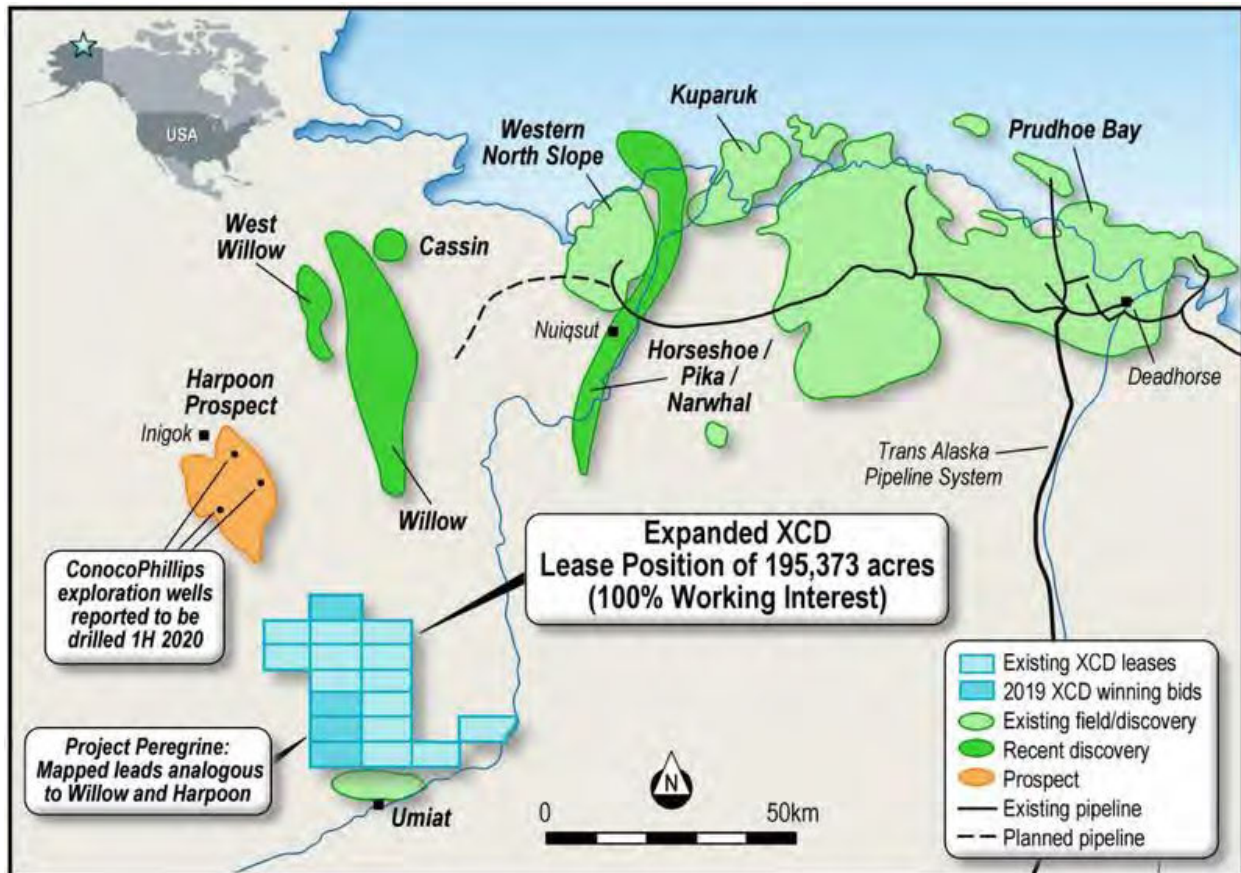 USA
Kuparuk
Western
North Slope
Prudhoe Bay
West
Willow
Cassin
Nuiqsut
Horseshoe /
Pika /
Narwhal
Deadhorse
Harpoon
Prospect
Inigok
Trans Alaska
Pipeline System
Willow
Expanded XCD
Lease Position of 195,373 acres
(100% Working Interest)
ConocoPhillips
exploration wells
reported to be
drilled 1H 2020
Project Peregrine:
Mapped leads analogous
to Willow and Harpoon
Umiat
N
0
50km
Existing XCD leases
2019 XCD winning bids
Existing field/discovery
Recent discovery
Prospect
Existing pipeline
Planned pipeline